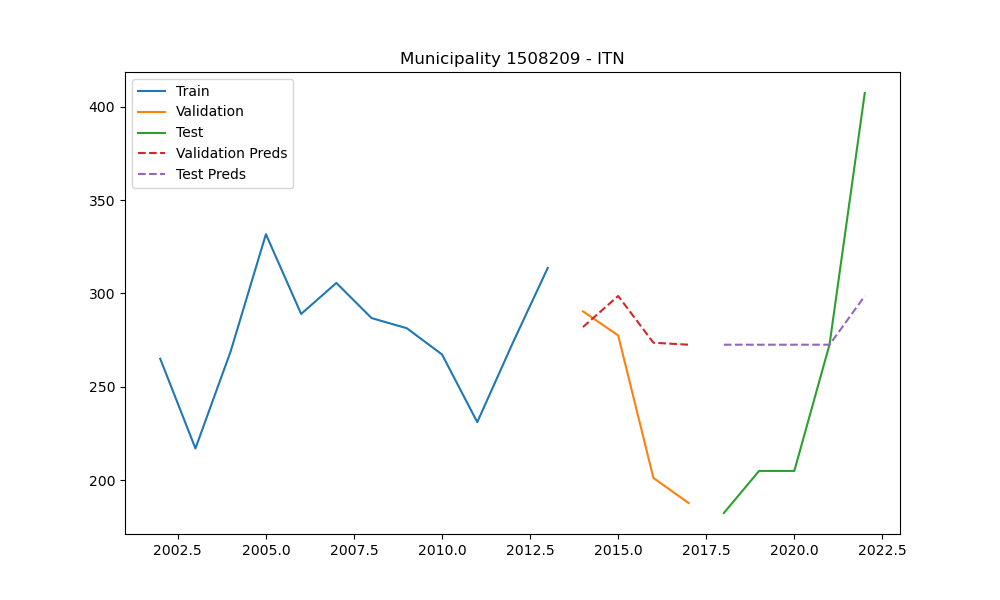 Municipality 1508209 - ITN
Train
Validation
Test
Validation Preds
Test Preds
400
350
300
250
200
2002.5 2005.0 2007.5 2010.0 2012.5 2015.0 2017.5 2020.0 2022.5